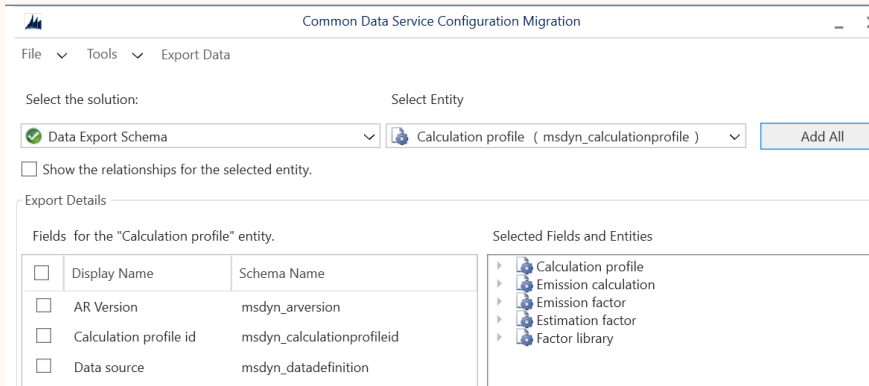 Common Data Service Configuration Migration
File Tools Export Data
Select the solution: Select Entity
Data Export Schema Calculation profile ( msdyn_calculationprofile ) Add All
Show the relationships for the selected entity.
Export Details
Fields for the "Calculation profile" entity. Selected Fields and Entities
Display Name Schema Name
AR Version msdyn_arversion
Calculation profile id msdyn_calculationprofileid
Data source msdyn_datadefinition
Calculation profile
Emission calculation
Emission factor
Estimation factor
Factor library